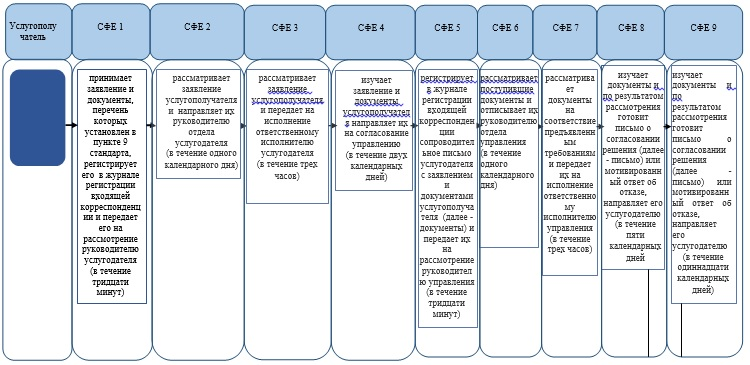 Услугополу
чатель
СФЕ 1
СФЕ 2
СФЕ 3
СФЕ 4
СФЕ 5
СФЕ 6
СФЕ 7
СФЕ 8
СФЕ 9
принимает
заявление и
документы,
перечень
которых
установлен в
пункте 9
стандарта,
регистрирует
его в журнале
регистрации
входящей
корреспонденц
ии и передает
его на
рассмотрение
руководителю
услугодателя
(в течение
тридцати
минут)
рассматривает
заявление
услугополучателя
и направляет их
руководителю
отдела
услугодателя
(в течение одного
календарного дня)
рассматривает
заявление
услугополучателя
и передает на
исполнение
ответственному
исполнителю
услугодателя
(в течение трех
часов)
изучает
заявление и
документы
услугополучател
я направляет их
на согласование
управлению
(в течение двух
календарных
дней)
регистрирует
в журнале
регистрации
входящей
корреспонден
ции
сопроводитель
ное письмо
услугодателя
с заявлением
и
документами
услугополуча
теля (далее -
документы) и
передает их
на
рассмотрение
руководител
ю управления
(в течение
тридцати
минут)
рассматривает
поступившие
документы и
отписывает их
руководителю
отдела
управления
(в течение
одного
календарного
дня)
рассматрива
ет
документы
на
соответствие
предъявленн
ым
требованиям
и передает
их на
исполнение
ответственно
му
исполнителю
управления
(в течение
трех часов)
изучает
документы и
по результатом
рассмотрения
готовит
письмо о
согласовании
решения (далее
- письмо) или
мотивирован
ный ответ об
отказе,
направляет его
услугодателю
(в течение
пяти
календарных
дней
изучает
документы и
по
результатом
рассмотрения
готовит
письмо о
согласовании
решения
(далее -
письмо) или
мотивированн
ый ответ об
отказе,
направляет
его
услугодателю
(в течение
одиннадцати
календарных
дней)